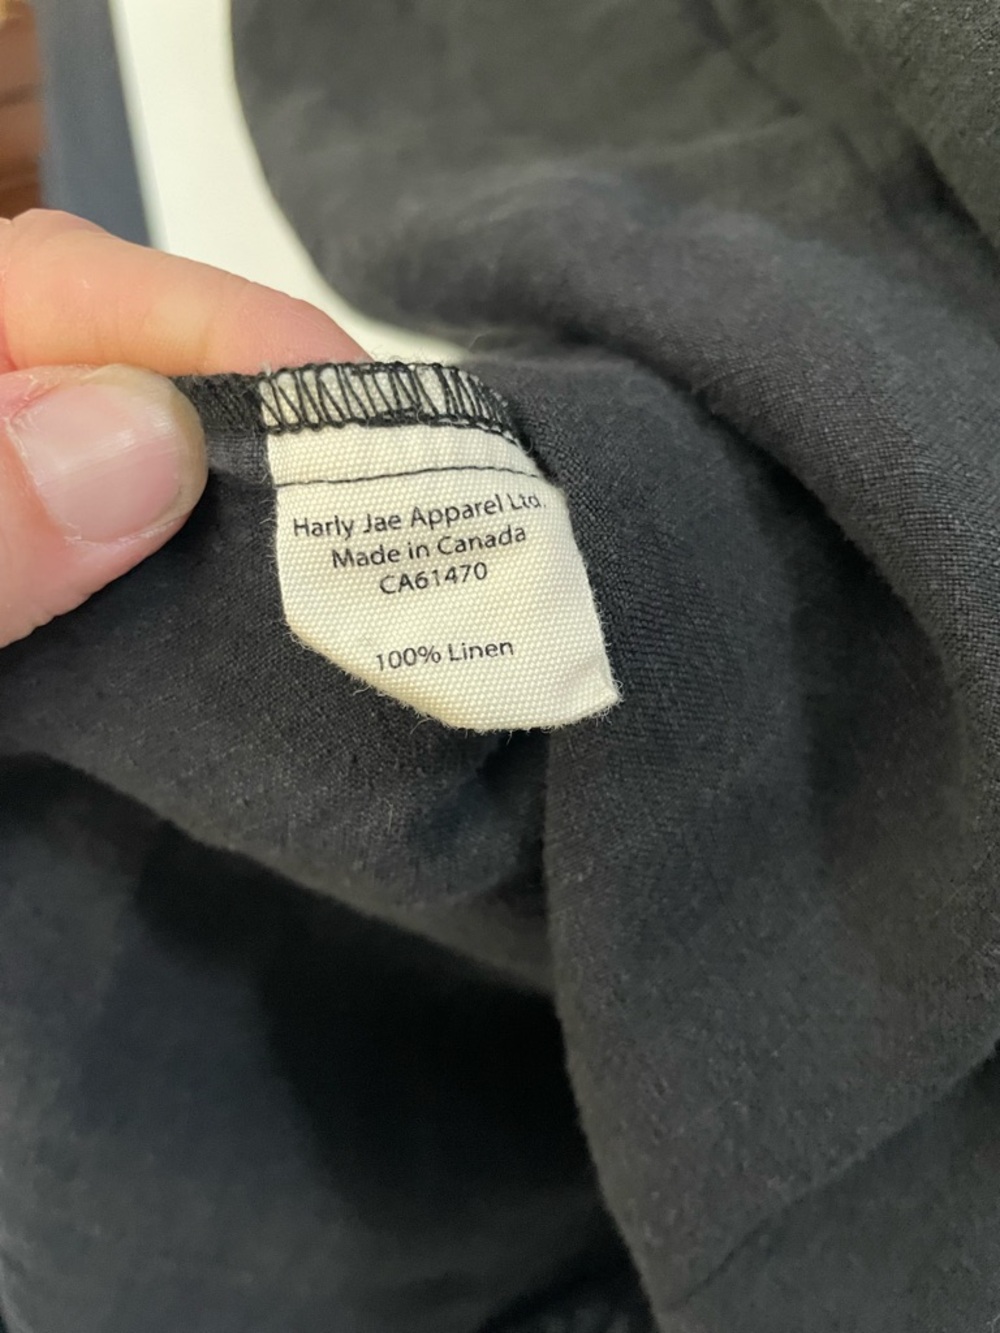 Harly Jae Apparel Ltd.
Made in Canada
CA61470
100% Linen